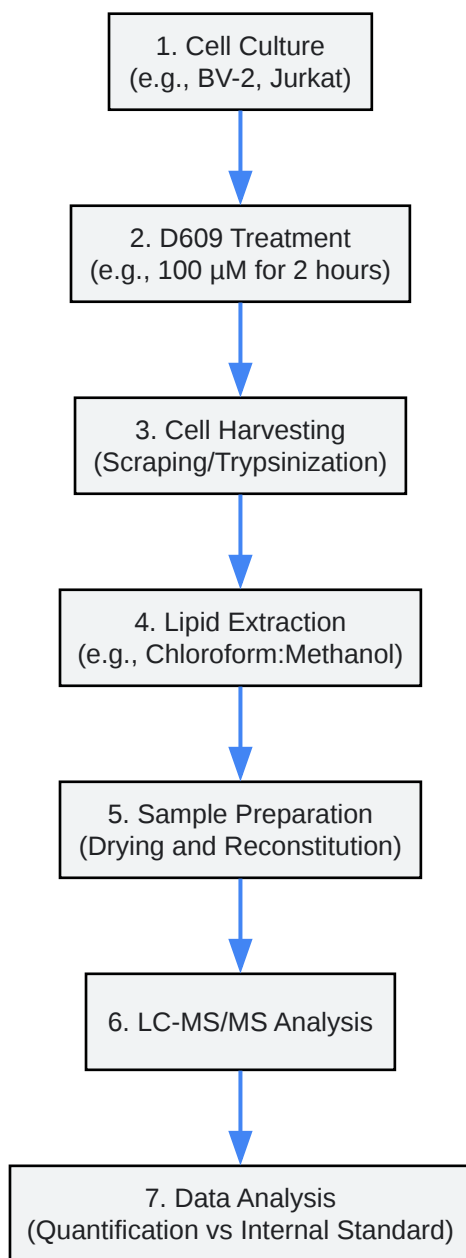 1. Cell Culture
(e.g., BV-2, Jurkat)
2. D609 Treatment
(e.g., 100 µM for 2 hours)
3. Cell Harvesting
(Scraping/Trypsinization)
4. Lipid Extraction
(e.g., Chloroform:Methanol)
5. Sample Preparation
(Drying and Reconstitution)
6. LC-MS/MS Analysis
7. Data Analysis
(Quantification vs Internal Standard)